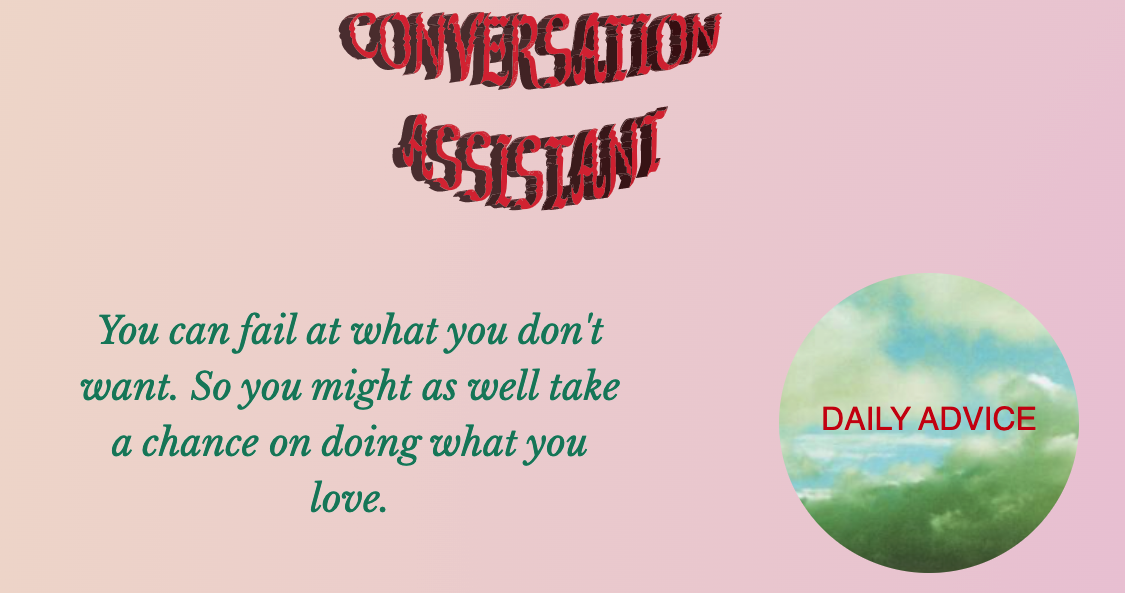 CONVERSATION
ASSISTANT
You can fail at what you don't
want. So you might as well take
a chance on doing what you
love.
DAILY ADVICE